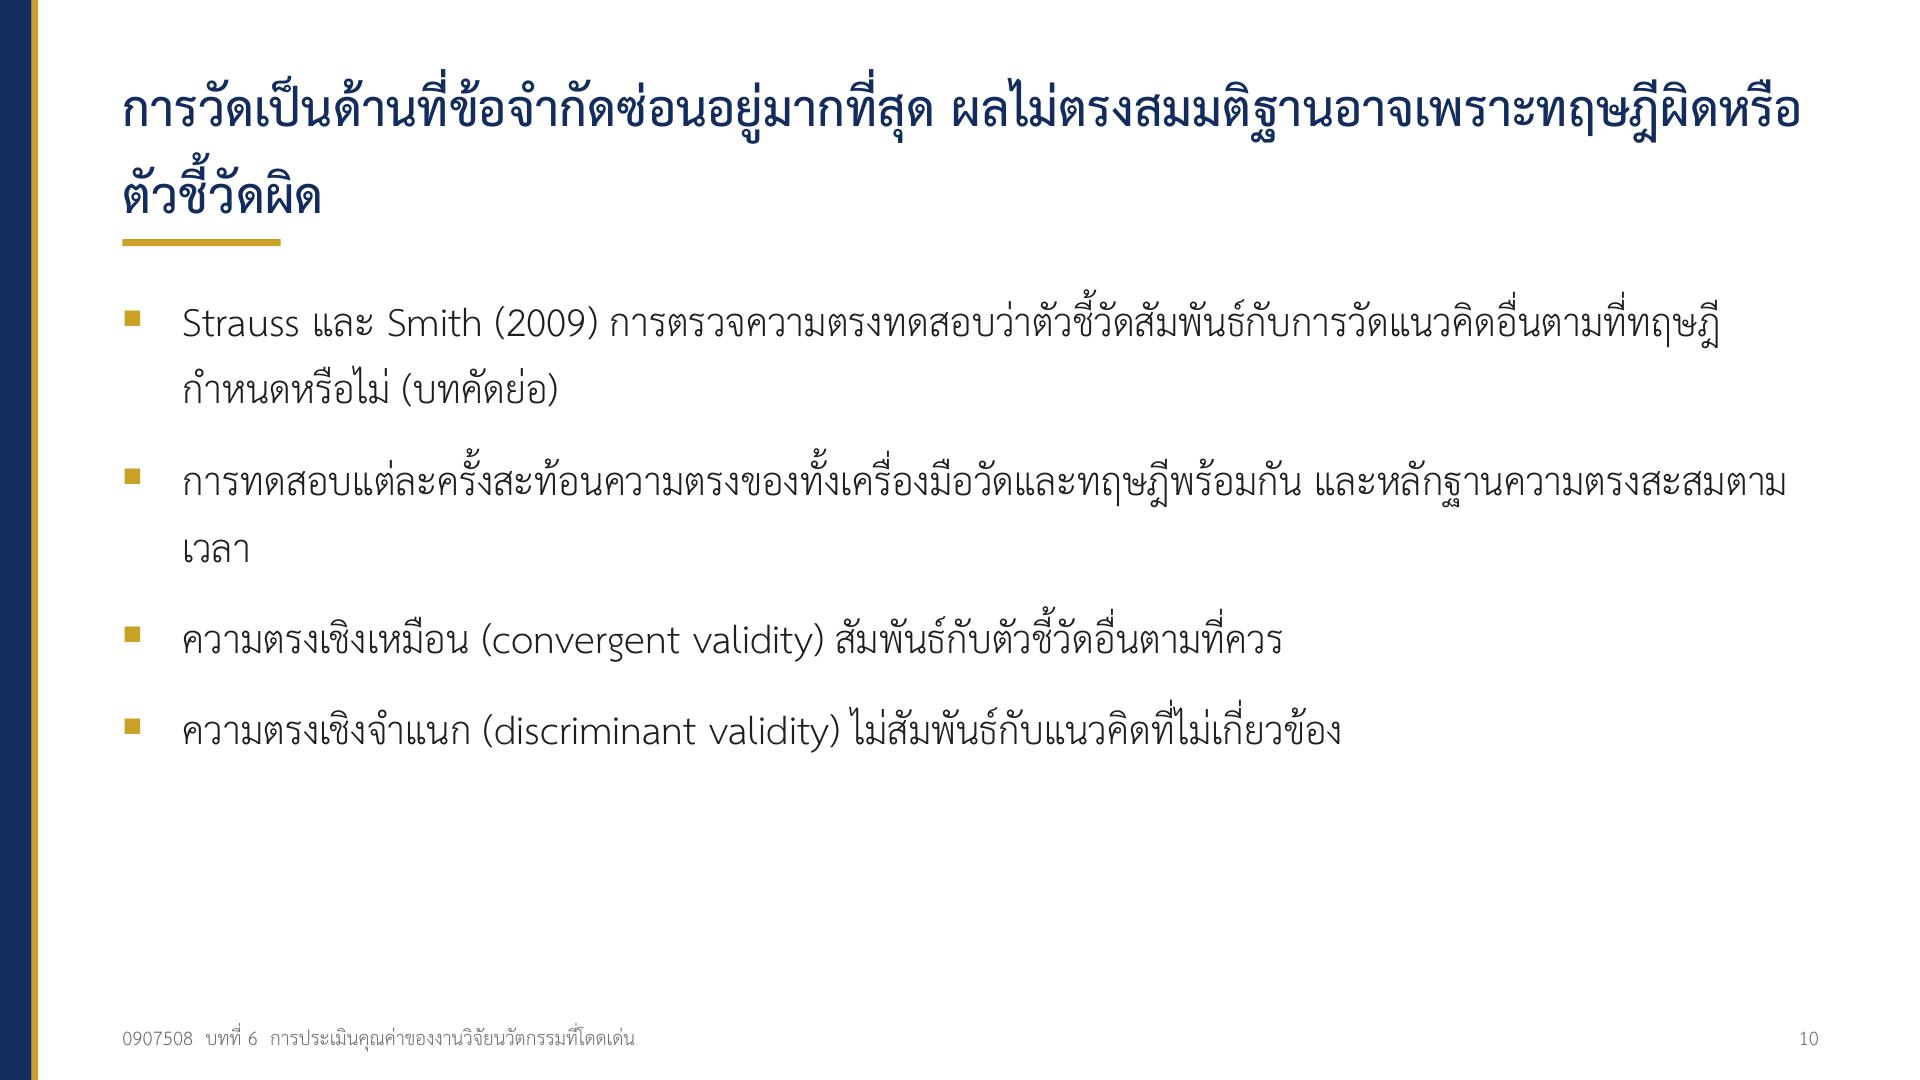 การวัดเป็นด้านที่ข้อจำกัดซ่อนอยู่มากที่สุด ผลไม่ตรงสมมติฐานอาจเพราะทฤษฎีผิดหรือ
ตัวชี้วัดผิด
▪ Strauss และ Smith (2009) การตรวจความตรงทดสอบว่าตัวชี้วัดสัมพันธ์กับการวัดแนวคิดอื่นตามที่ทฤษฎี
กำหนดหรือไม่ (บทคัดย่อ)
▪ การทดสอบแต่ละครั้งสะท้อนความตรงของทั้งเครื่องมือวัดและทฤษฎีพร้อมกัน และหลักฐานความตรงสะสมตาม
เวลา
▪ ความตรงเชิงเหมือน (convergent validity) สัมพันธ์กับตัวชี้วัดอื่นตามที่ควร
▪ ความตรงเชิงจำแนก (discriminant validity) ไม่สัมพันธ์กับแนวคิดที่ไม่เกี่ยวข้อง
0907508 บทที่ 6 การประเมินคุณค่าของงานวิจัยนวัตกรรมที่โดดเด่น
10